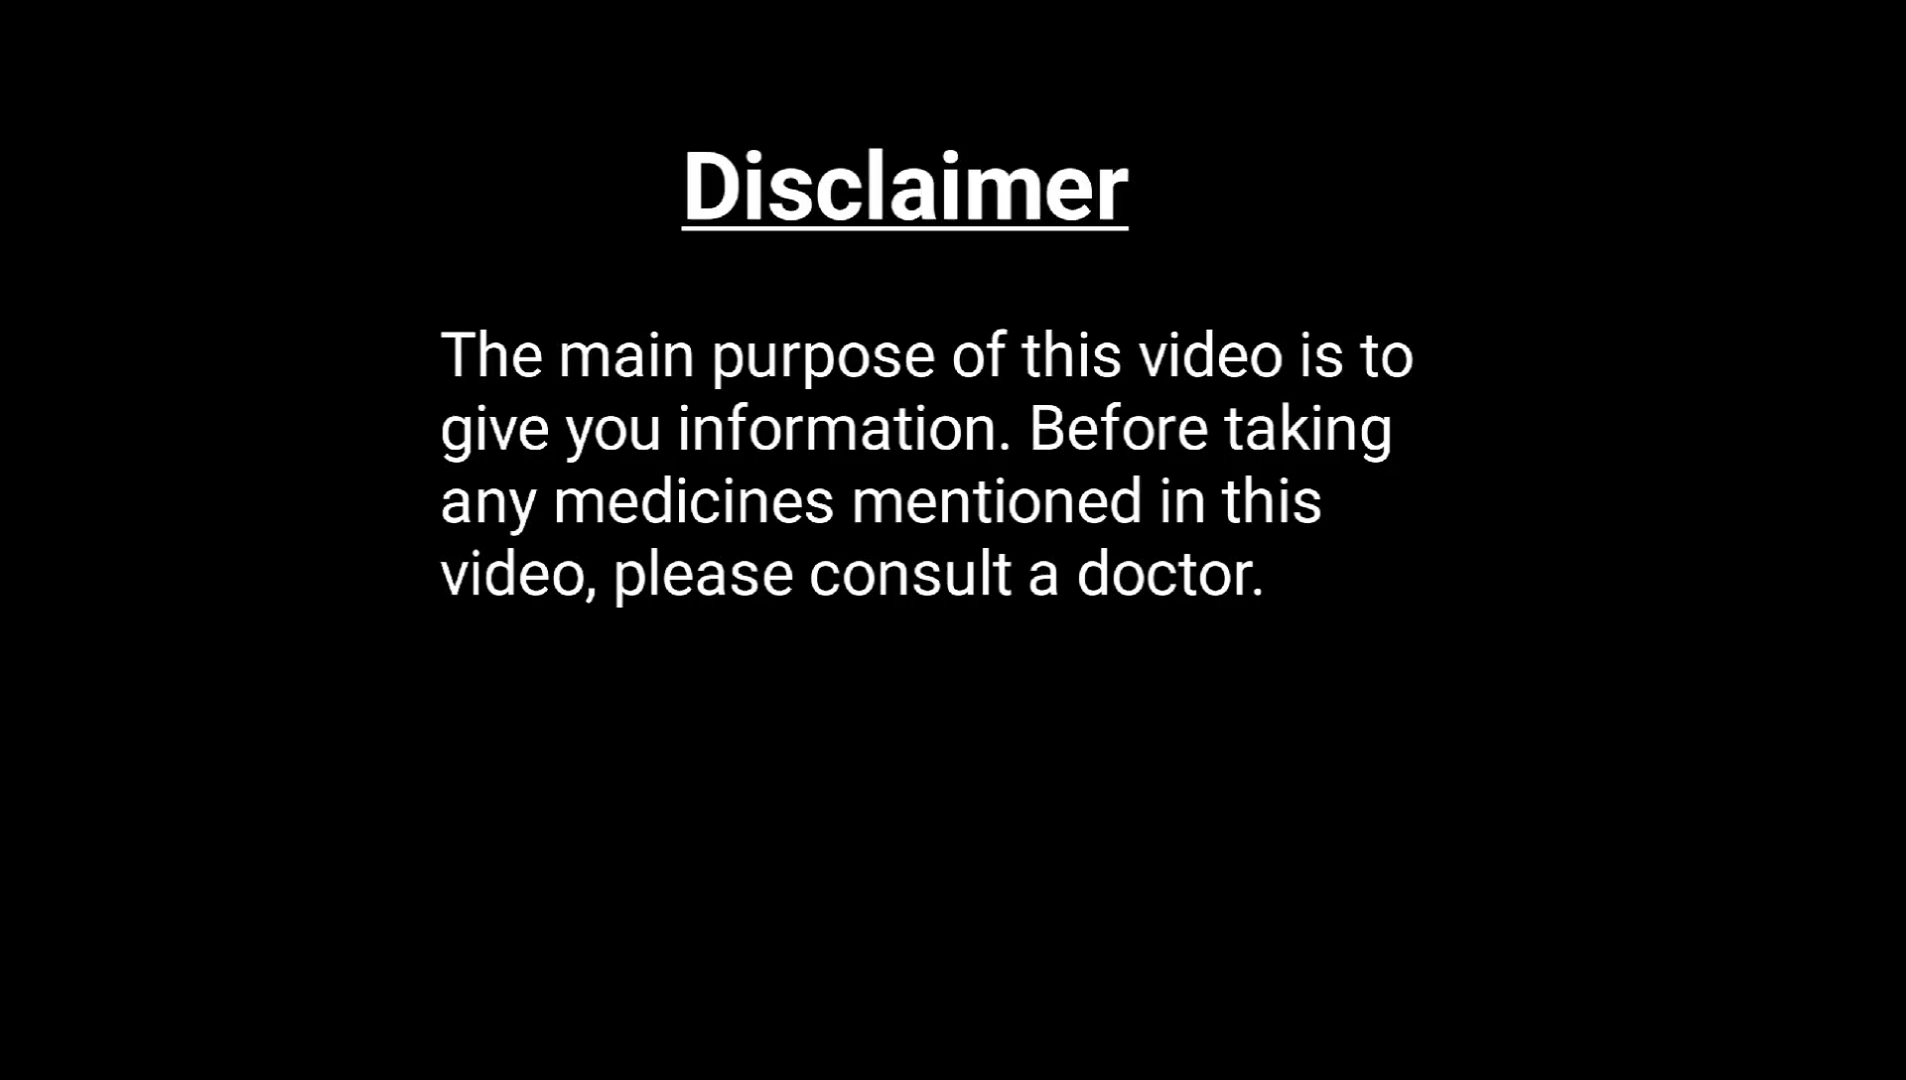 Disclaimer
The main purpose of this video is to
give you information. Before taking
any medicines mentioned in this
video, please consult a doctor.